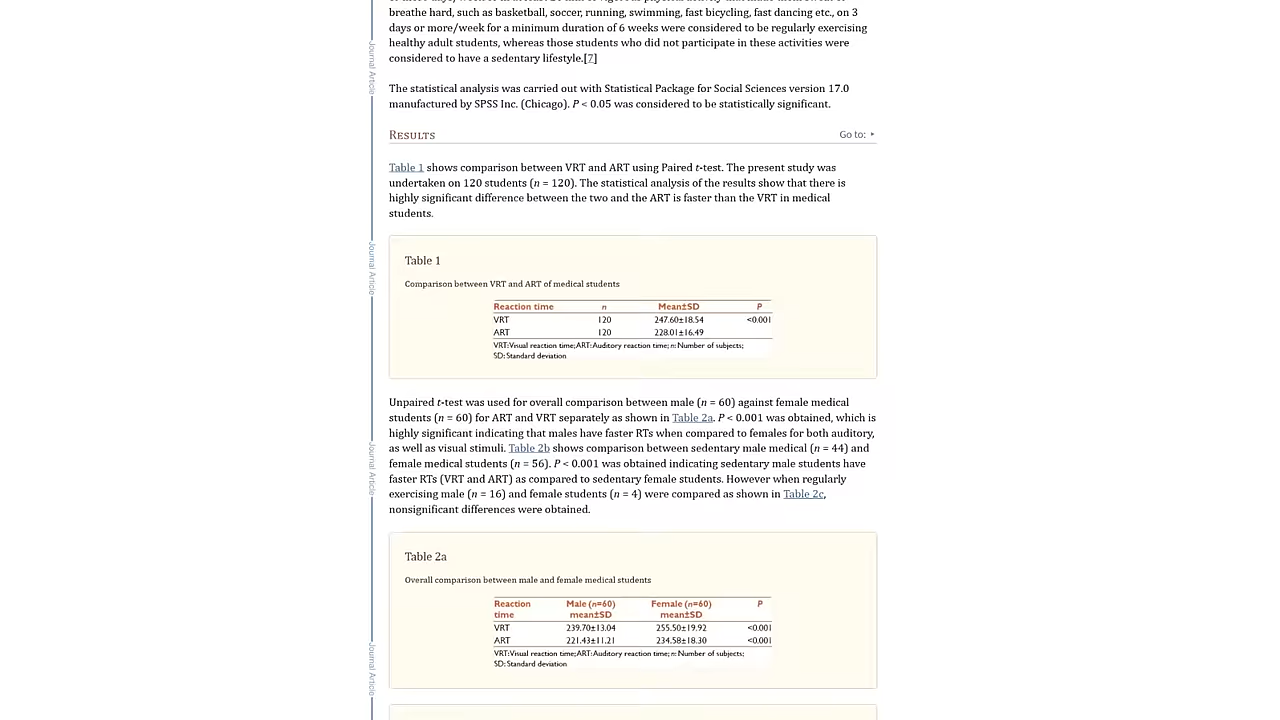 breathe hard, such as basketball, soccer, running, swimming, fast bicycling, fast dancing etc., on 3
days or more/week for a minimum duration of 6 weeks were considered to be regularly exercising
healthy adult students, whereas those students who did not participate in these activities were
considered to have a sedentary lifestyle.[7]
The statistical analysis was carried out with Statistical Package for Social Sciences version 17.0
manufactured by SPSS Inc. (Chicago). P < 0.05 was considered to be statistically significant.
Results
Go to:
Table 1 shows comparison between VRT and ART using Paired t-test. The present study was
undertaken on 120 students (n = 120). The statistical analysis of the results show that there is
highly significant difference between the two and the ART is faster than the VRT in medical
students.
Table 1
Comparison between VRT and ART of medical students
Reaction time n Mean±SD P
VRT 120 247.60±18.54 <0.001
ART 120 228.01±16.49
VRT: Visual reaction time; ART: Auditory reaction time; n: Number of subjects;
SD: Standard deviation
Unpaired t-test was used for overall comparison between male (n = 60) against female medical
students (n = 60) for ART and VRT separately as shown in Table 2a. P < 0.001 was obtained, which is
highly significant indicating that males have faster RTs when compared to females for both auditory,
as well as visual stimuli. Table 2b shows comparison between sedentary male medical (n = 44) and
female medical students (n = 56). P < 0.001 was obtained indicating sedentary male students have
faster RTs (VRT and ART) as compared to sedentary female students. However when regularly
exercising male (n = 16) and female students (n = 4) were compared as shown in Table 2c,
nonsignificant differences were obtained.
Table 2a
Overall comparison between male and female medical students
Reaction Male (n=60) Female (n=60) P
time mean±SD mean±SD
VRT 239.70±13.04 255.50±19.92 <0.001
ART 221.43±11.21 234.58±18.30 <0.001
VRT: Visual reaction time; ART: Auditory reaction time; n: Number of subjects;
SD: Standard deviation
Journal Article
Journal Article
Journal Article
Journal Article